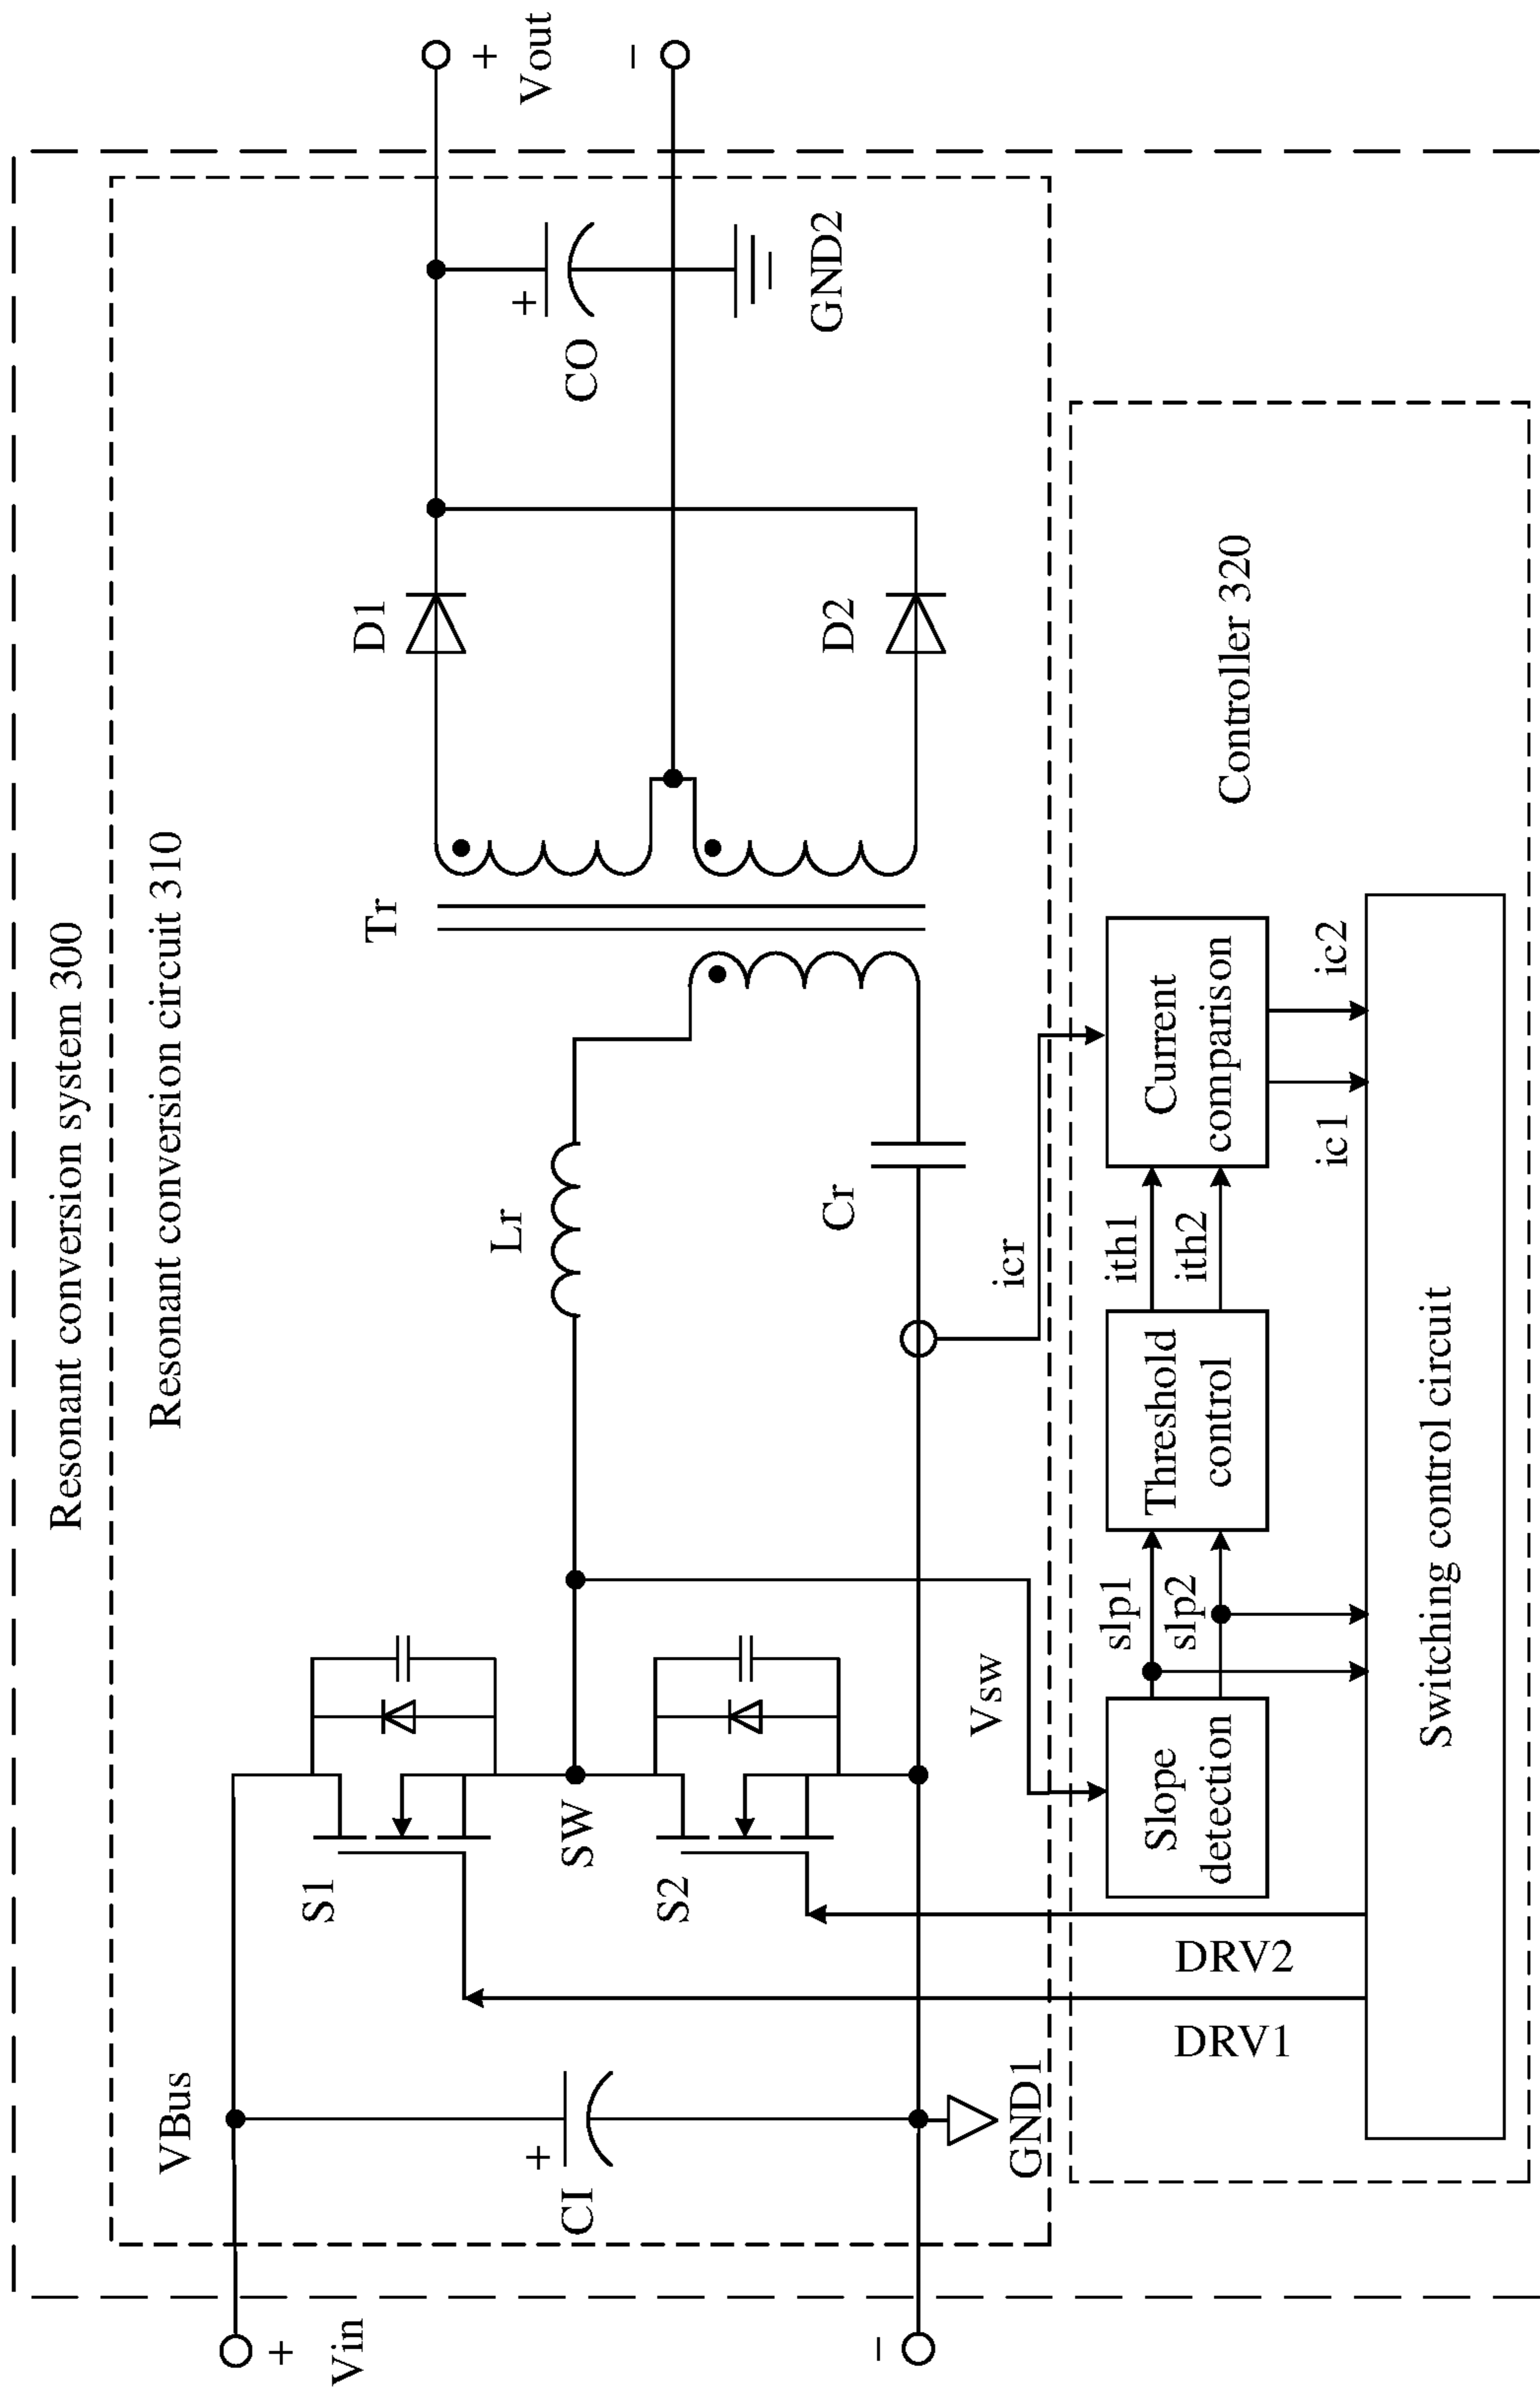 Resonant conversion system 300
Resonant conversion circuit 310
+
Vin
−
VBus
CI
+
GND1
S1
SW
S2
Vsw
Lr
Cr
icr
Tr
D1
D2
CO
+
GND2
+
Vout
−
Controller 320
DRV1
DRV2
Slope
detection
slp1
slp2
Threshold
control
ith1
ith2
Current
comparison
ic1
ic2
Switching control circuit